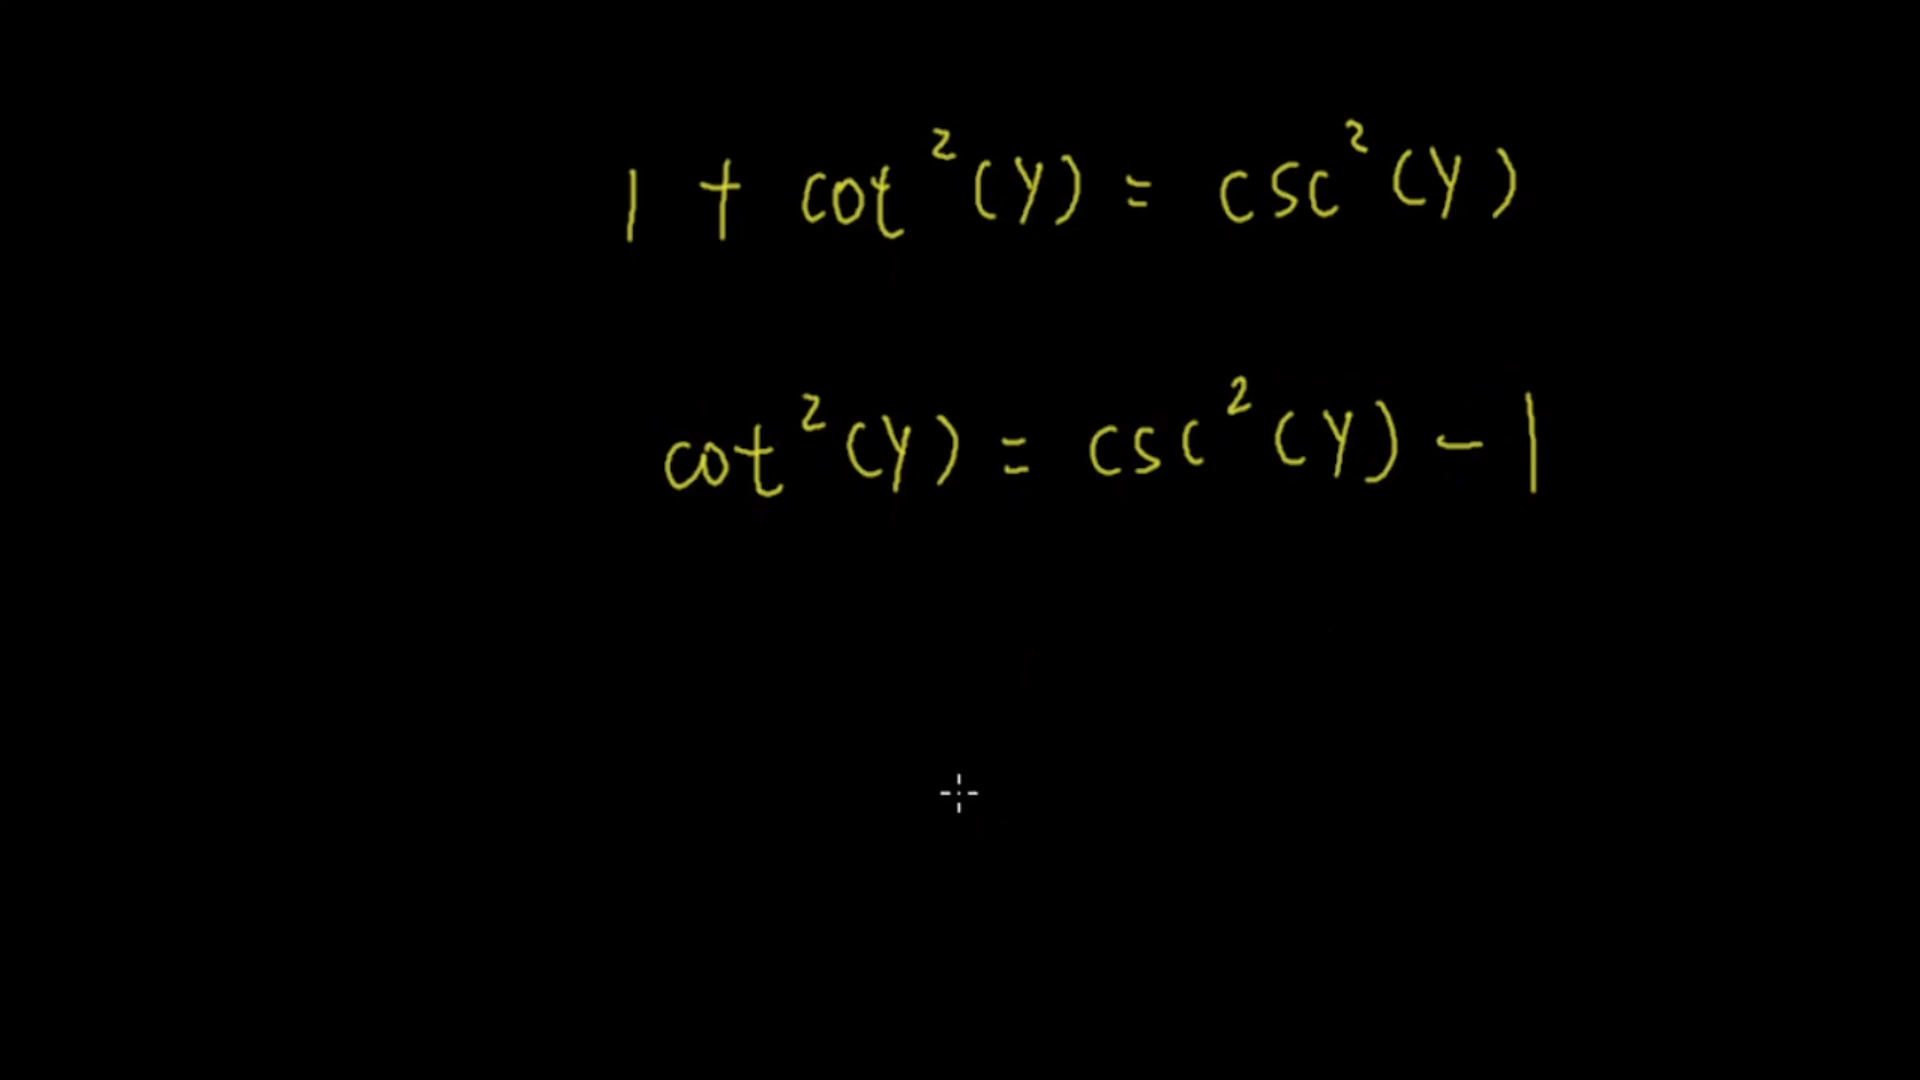 1 + cot²(y) = csc²(y)
cot²(y) = csc²(y) - 1